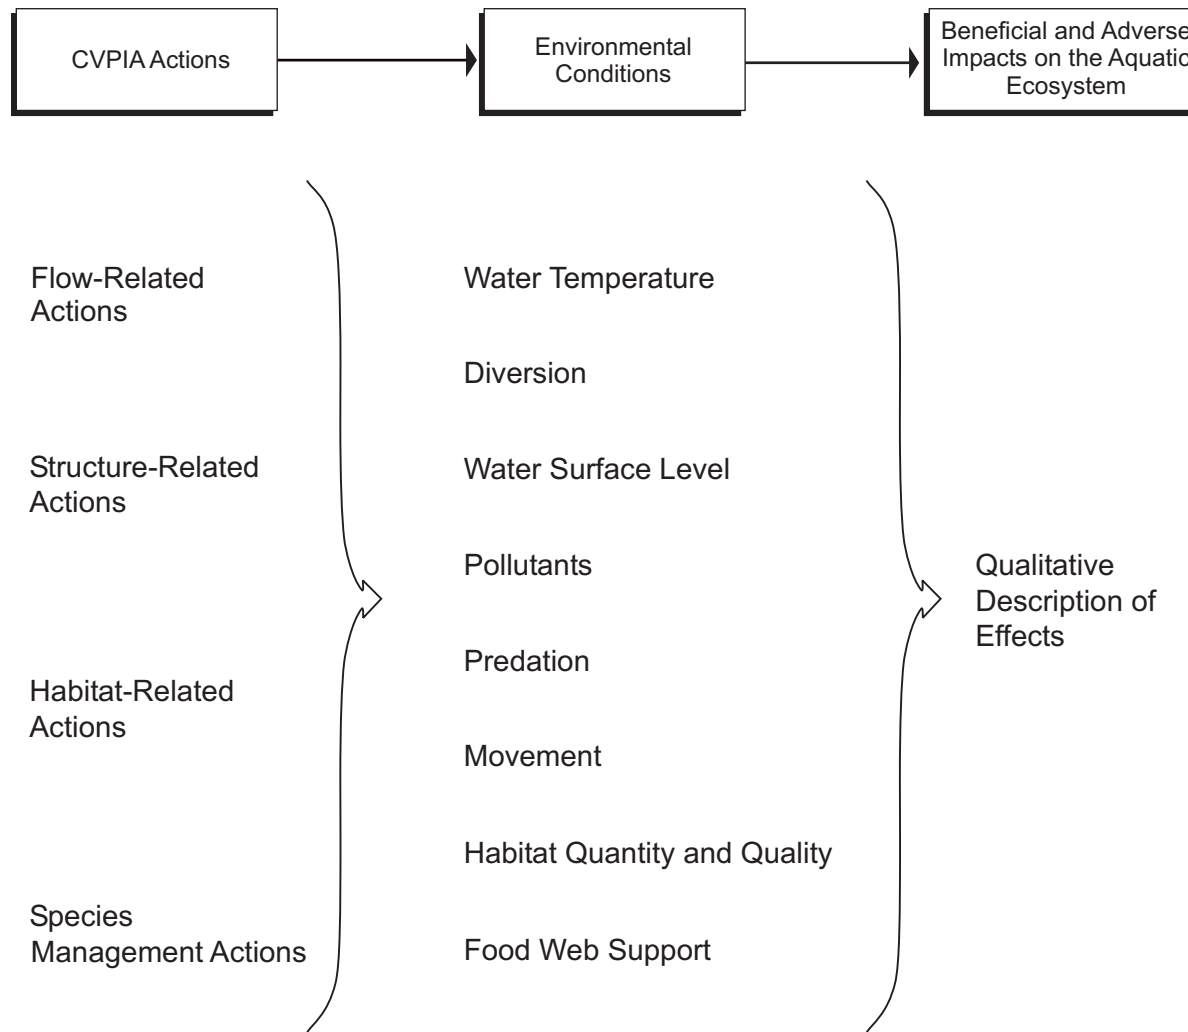 CVPIA Actions
Environmental
Conditions
Beneficial and Adverse
Impacts on the Aquatic
Ecosystem
Flow-Related
Actions
Structure-Related
Actions
Habitat-Related
Actions
Species
Management Actions
Water Temperature
Diversion
Water Surface Level
Pollutants
Predation
Movement
Habitat Quantity and Quality
Food Web Support
Qualitative
Description of
Effects